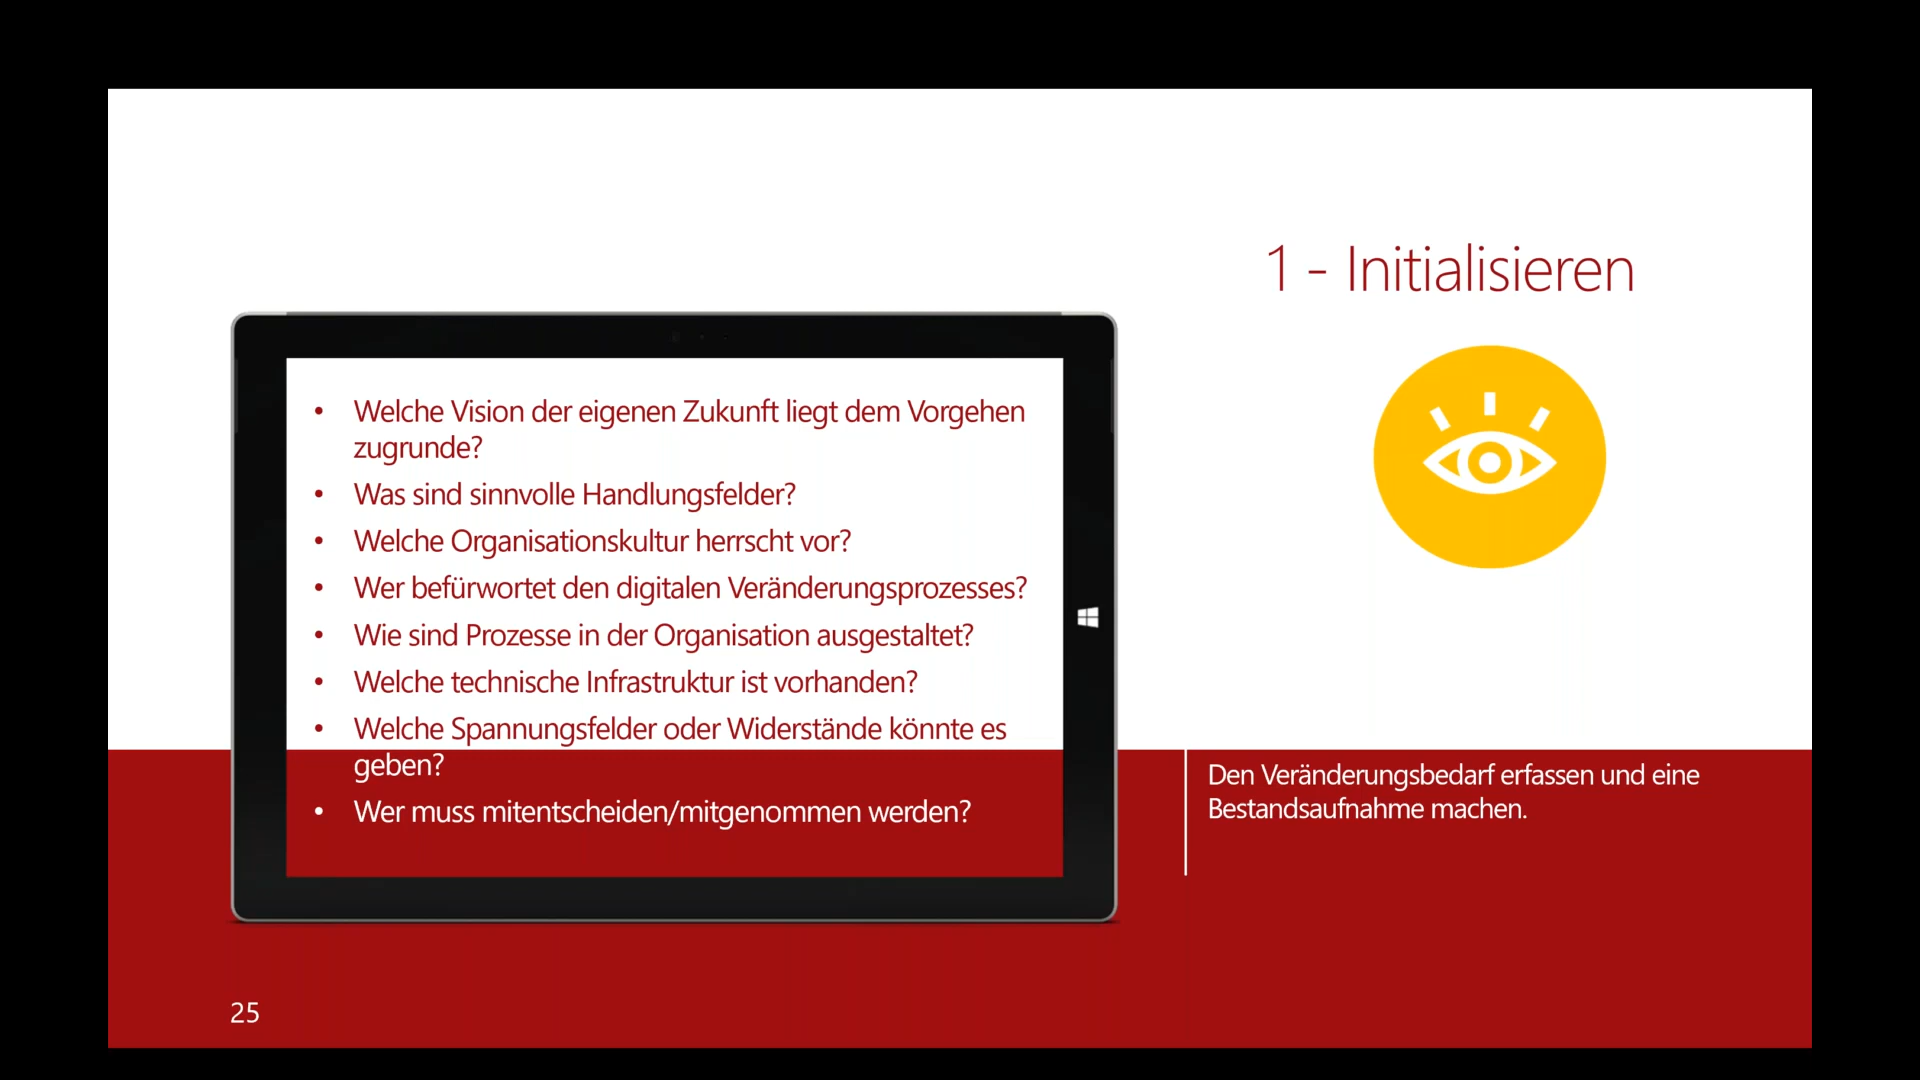 1 - Initialisieren
• Welche Vision der eigenen Zukunft liegt dem Vorgehen
zugrunde?
• Was sind sinnvolle Handlungsfelder?
• Welche Organisationskultur herrscht vor?
• Wer befürwortet den digitalen Veränderungsprozesses?
• Wie sind Prozesse in der Organisation ausgestaltet?
• Welche technische Infrastruktur ist vorhanden?
• Welche Spannungsfelder oder Widerstände könnte es
geben?
• Wer muss mitentscheiden/mitgenommen werden?
Den Veränderungsbedarf erfassen und eine
Bestandsaufnahme machen.
25